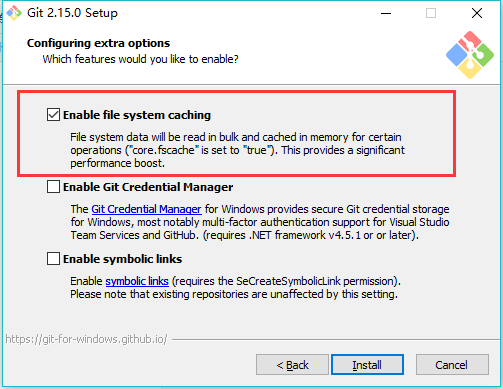 Git 2.15.0 Setup
Configuring extra options
Which features would you like to enable?
Enable file system caching
File system data will be read in bulk and cached in memory for certain
operations ("core.fscache" is set to "true"). This provides a significant
performance boost.
Enable Git Credential Manager
The Git Credential Manager for Windows provides secure Git credential storage
for Windows, most notably multi-factor authentication support for Visual Studio
Team Services and GitHub. (requires .NET framework v4.5.1 or or later).
Enable symbolic links
Enable symbolic links (requires the SeCreateSymbolicLink permission).
Please note that existing repositories are unaffected by this setting.
https://git-for-windows.github.io/
< Back
Install
Cancel